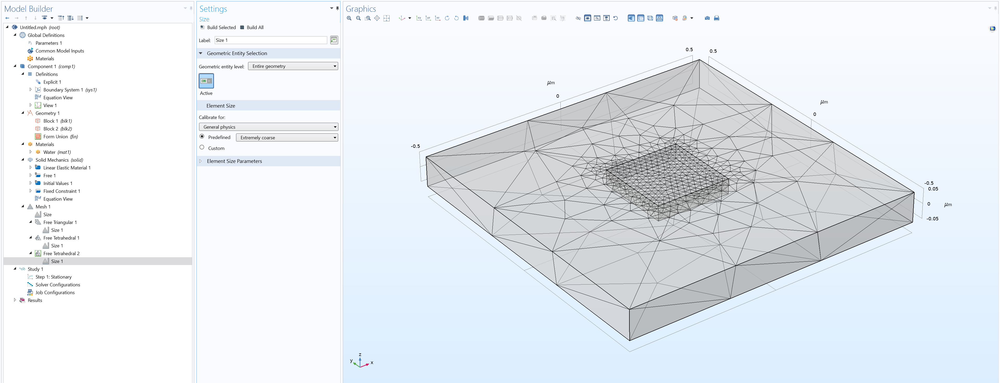 Model Builder
Untitled.mph (root)
Global Definitions
Pi Parameters 1
Common Model Inputs
Materials
Component 1 (comp1)
Definitions
Explicit 1
Boundary System 1 (sys1)
Equation View
View 1
Geometry 1
Block 1 (blk1)
Block 2 (blk2)
Form Union (fin)
Materials
Water (mat1)
Solid Mechanics (solid)
D Linear Elastic Material 1
D Free 1
D Initial Values 1
Fixed Constraint 1
Equation View
Mesh 1
Size
Free Triangular 1
Size 1
Free Tetrahedral 1
Size 1
Free Tetrahedral 2
Size 1
Study 1
Step 1: Stationary
Solver Configurations
Job Configurations
Results
Settings
Size
Build Selected Build All
Label: Size 1
Geometric Entity Selection
Geometric entity level: Entire geometry
ON
Active
Element Size
Calibrate for:
General physics
Predefined Extremely coarse
Custom
Element Size Parameters
Graphics
xy yz xz
0.5 0.5
μm
0
μm
0
-0.5
-0.5
0.05
0 μm
-0.05
z
y x